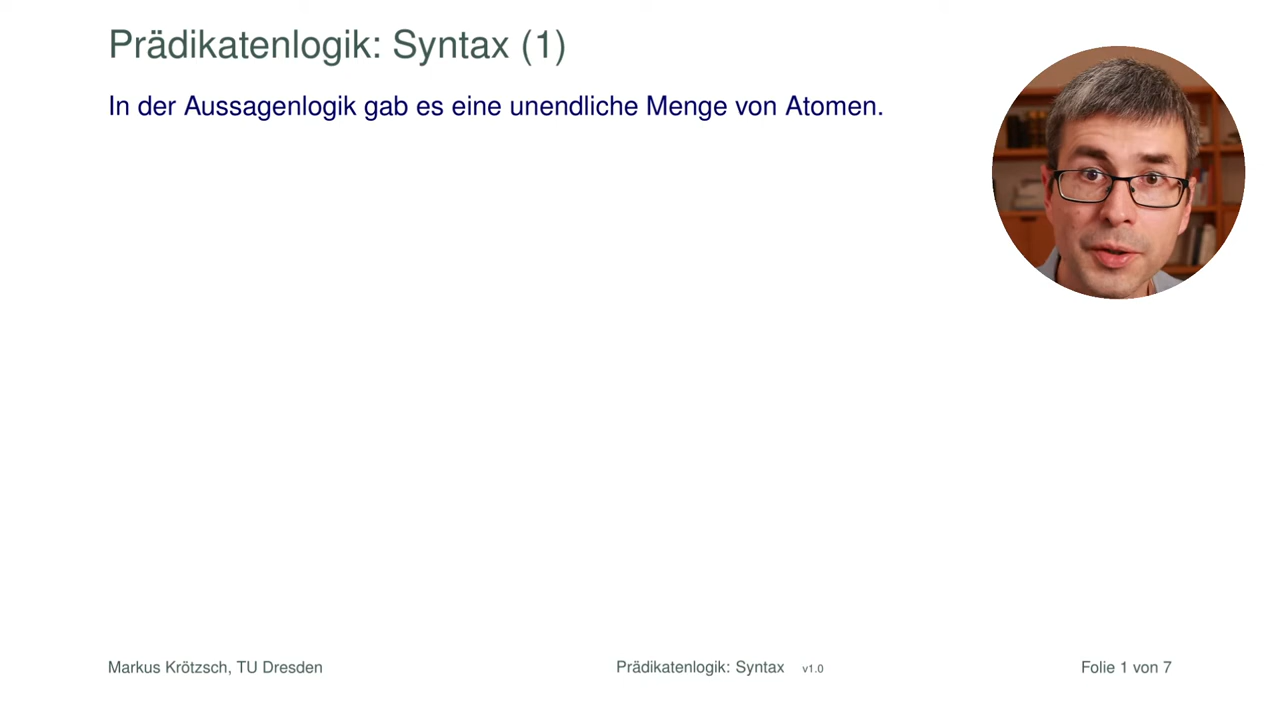 Prädikatenlogik: Syntax (1)
In der Aussagenlogik gab es eine unendliche Menge von Atomen.
Markus Krötzsch, TU Dresden Prädikatenlogik: Syntax v1.0 Folie 1 von 7